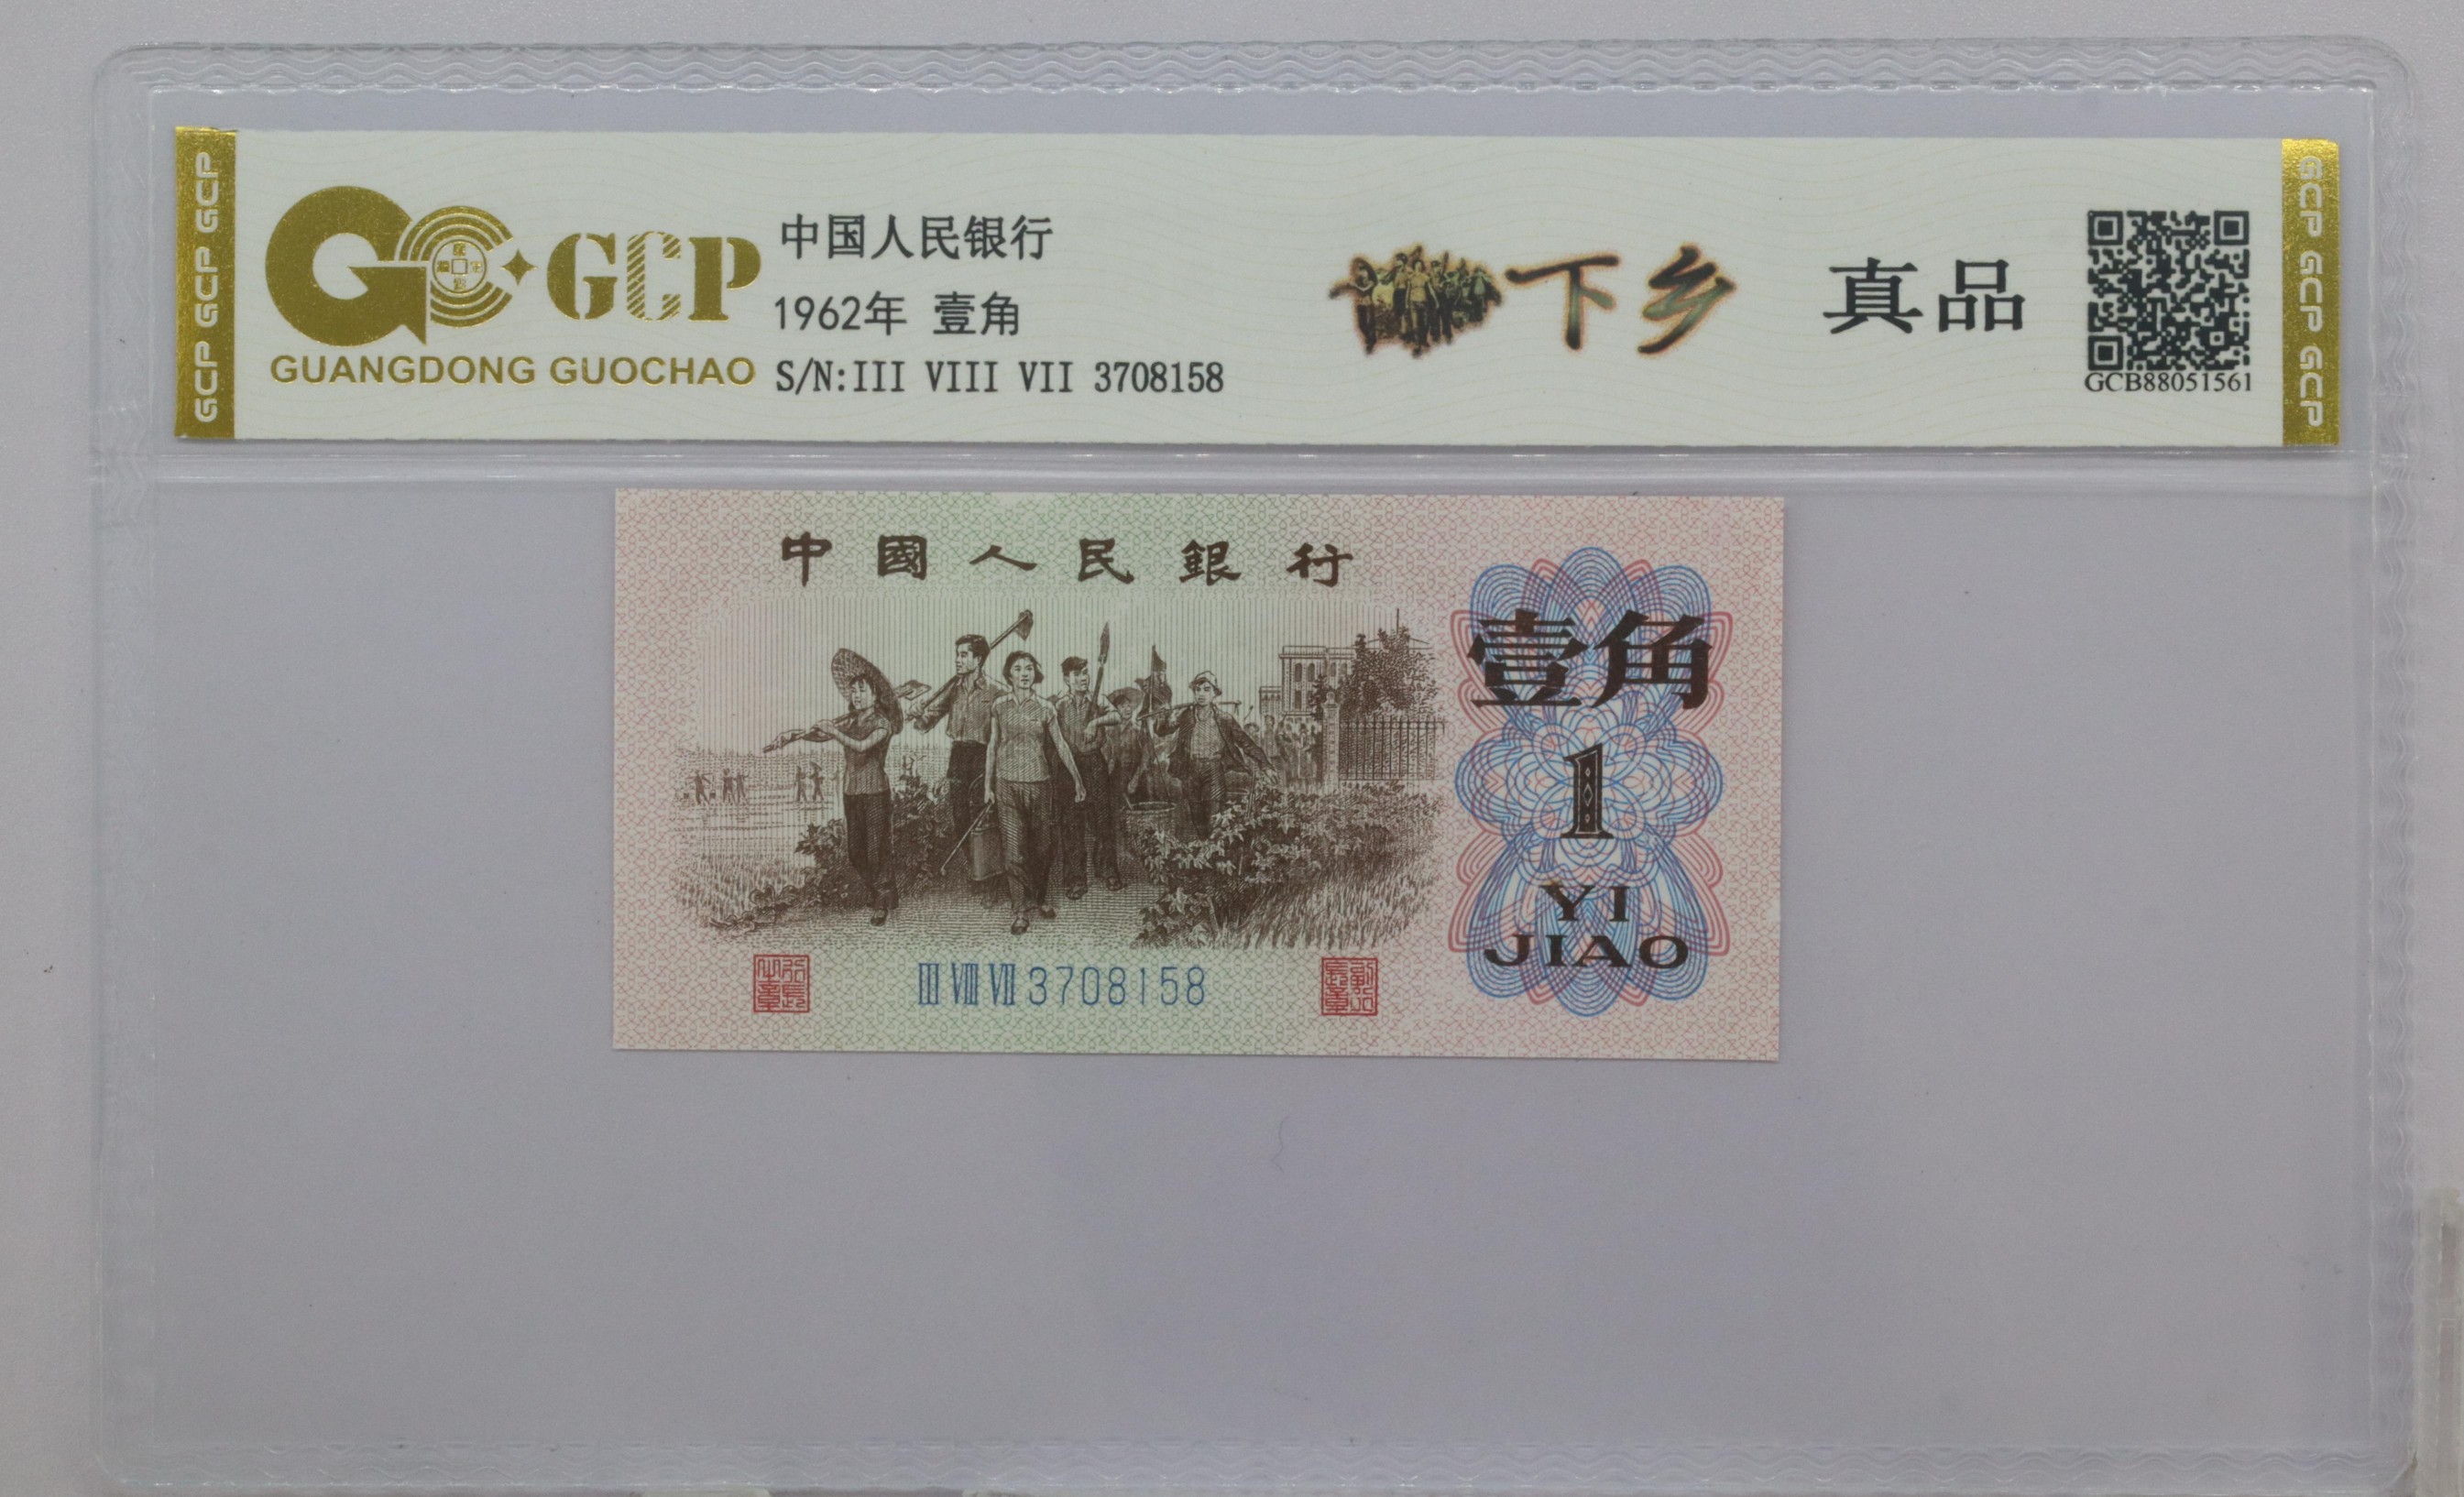 GCP GCP GCP
GCP
GUANGDONG GUOCHAO
中国人民银行
1962年 壹角
S/N:III VIII VII 3708158
下乡
真品
GCB88051561
GCP GCP GCP
中國人民銀行
壹角
1
YI
JIAO
III VIII VII 3708158